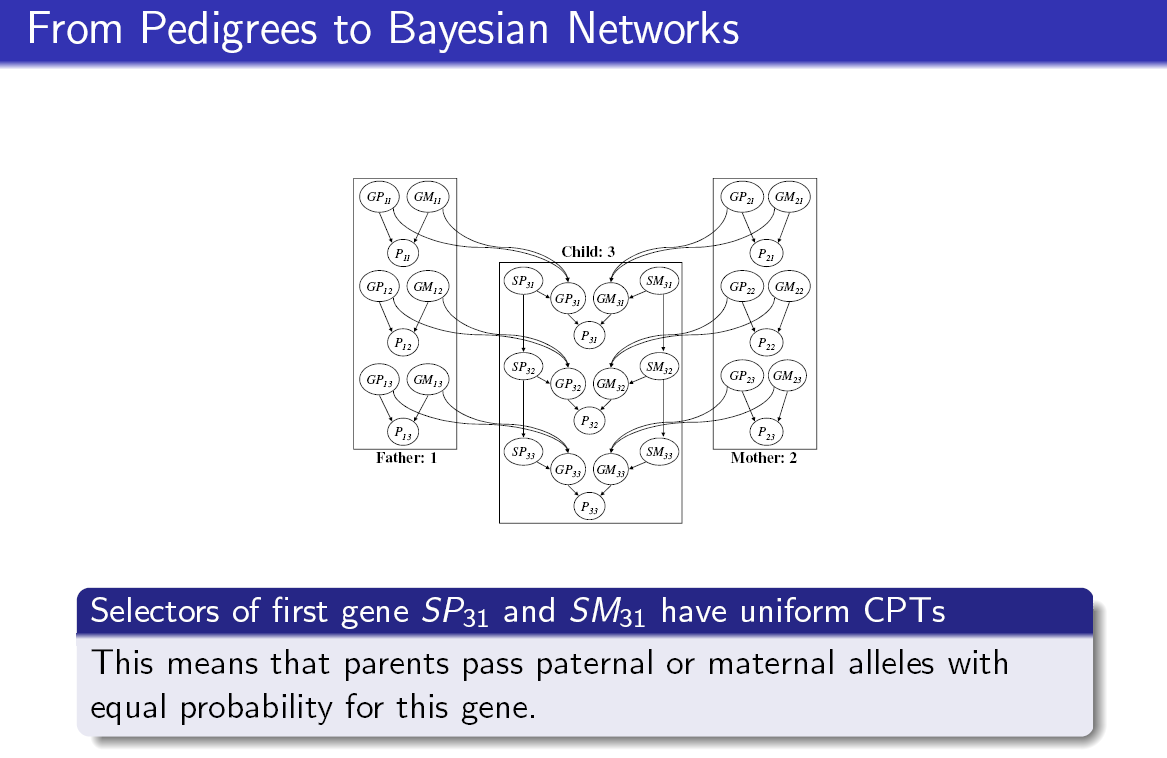 From Pedigrees to Bayesian Networks
GP11 GM11 GP21 GM21
P11 P21
Child: 3
SP31 GP31 GM31 SM31
GP12 GM12 GP22 GM22
P31
P12 P22
SP32 GP32 GM32 SM32
GP13 GM13 GP23 GM23
P32
P13 P23
SP33 GP33 GM33 SM33
Father: 1 Mother: 2
P33
Selectors of first gene SP31 and SM31 have uniform CPTs
This means that parents pass paternal or maternal alleles with
equal probability for this gene.